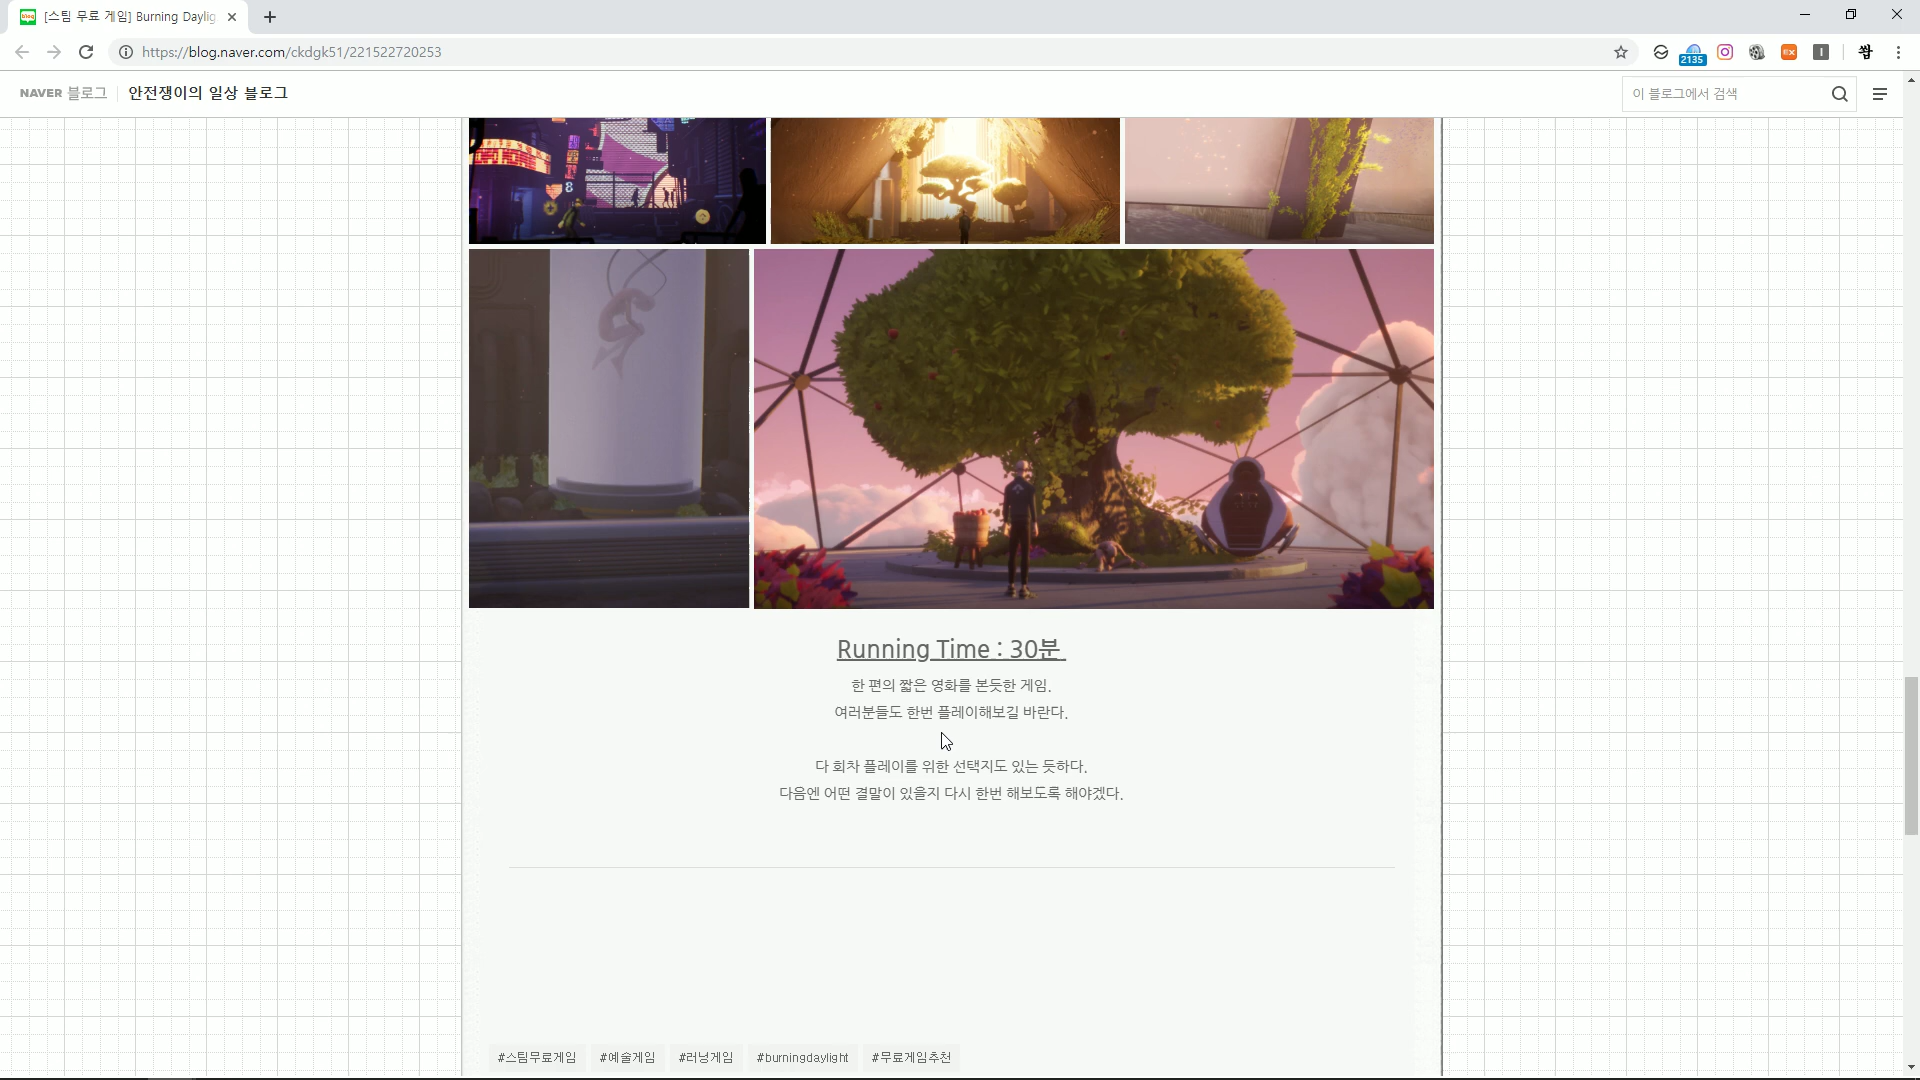 [스팀 무료 게임] Burning Daylig
https://blog.naver.com/ckdgk51/221522720253
2135
NAVER 블로그
안전쟁이의 일상 블로그
이 블로그에서 검색
8
Running Time : 30분
한 편의 짧은 영화를 본듯한 게임.
여러분들도 한번 플레이해보길 바란다.
다 회차 플레이를 위한 선택지도 있는 듯하다.
다음엔 어떤 결말이 있을지 다시 한번 해보도록 해야겠다.
#스팀무료게임 #예술게임 #러닝게임 #burningdaylight #무료게임추천